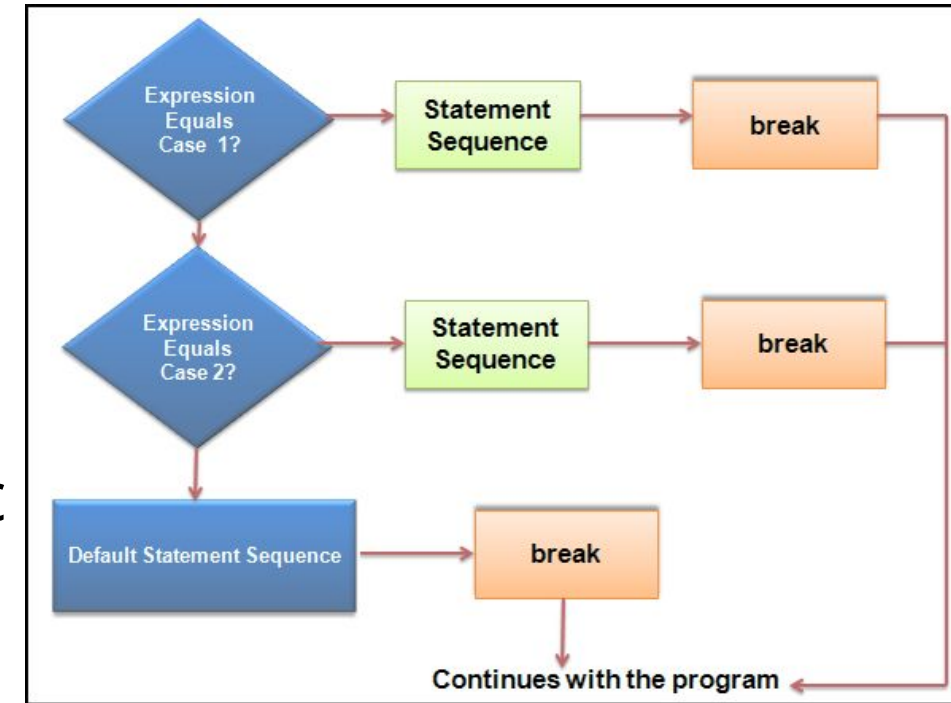 Expression
Equals
Case 1?
Statement
Sequence
break
Expression
Equals
Case 2?
Statement
Sequence
break
Default Statement Sequence
break
Continues with the program